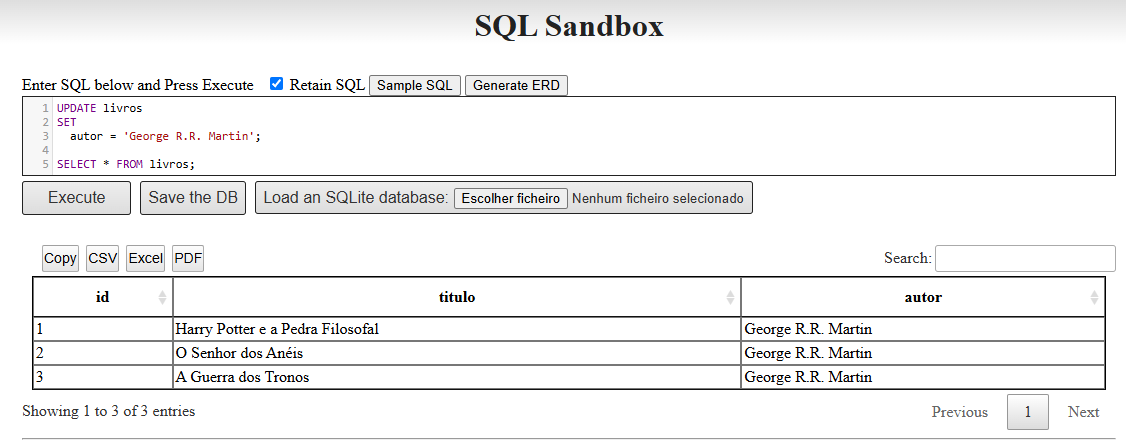 SQL Sandbox
Enter SQL below and Press Execute Retain SQL Sample SQL Generate ERD
1 UPDATE livros
2 SET
3 autor = 'George R.R. Martin';
4
5 SELECT * FROM livros;
Execute Save the DB Load an SQLite database: Escolher ficheiro Nenhum ficheiro selecionado
Copy CSV Excel PDF Search:
id titulo autor
1 Harry Potter e a Pedra Filosofal George R.R. Martin
2 O Senhor dos Anéis George R.R. Martin
3 A Guerra dos Tronos George R.R. Martin
Showing 1 to 3 of 3 entries Previous 1 Next